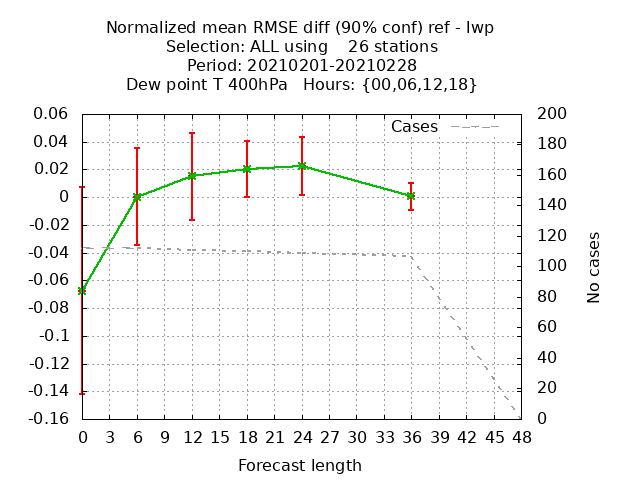 Normalized mean RMSE diff (90% conf) ref - lwp
Selection: ALL using    26 stations
Period: 20210201-20210228
Dew point T 400hPa   Hours: {00,06,12,18}
Cases
0.06
0.04
0.02
0
-0.02
-0.04
-0.06
-0.08
-0.1
-0.12
-0.14
-0.16
200
180
160
140
120
100
80
60
40
20
0
No cases
0 3 6 9 12 15 18 21 24 27 30 33 36 39 42 45 48
Forecast length